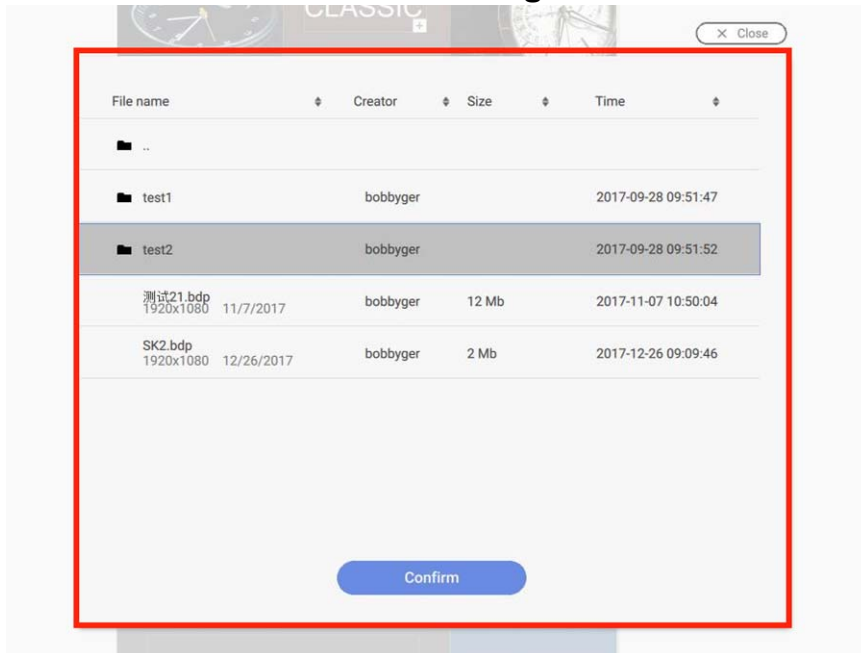 CLASSIC
× Close
File name Creator Size Time
..
test1 bobbyger 2017-09-28 09:51:47
test2 bobbyger 2017-09-28 09:51:52
测试21.bdp
1920x1080 11/7/2017 bobbyger 12 Mb 2017-11-07 10:50:04
SK2.bdp
1920x1080 12/26/2017 bobbyger 2 Mb 2017-12-26 09:09:46
Confirm